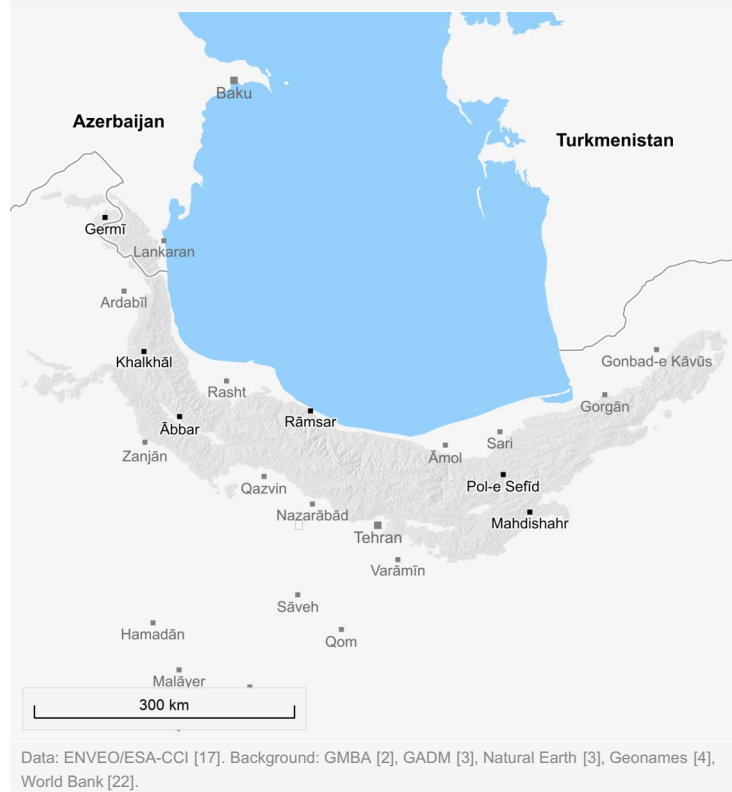 Baku
Azerbaijan
Turkmenistan
Germī
Lankaran
Ardabīl
Khalkhāl
Gonbad-e Kāvūs
Rasht
Gorgān
Rāmsar
Ābbar
Sari
Zanjān
Āmol
Qazvin
Pol-e Sefīd
Nazarābād
Mahdishahr
Tehran
Varāmīn
Sāveh
Hamadān
Qom
Malāyer
300 km
Data: ENVEO/ESA-CCI [17]. Background: GMBA [2], GADM [3], Natural Earth [3], Geonames [4],
World Bank [22].